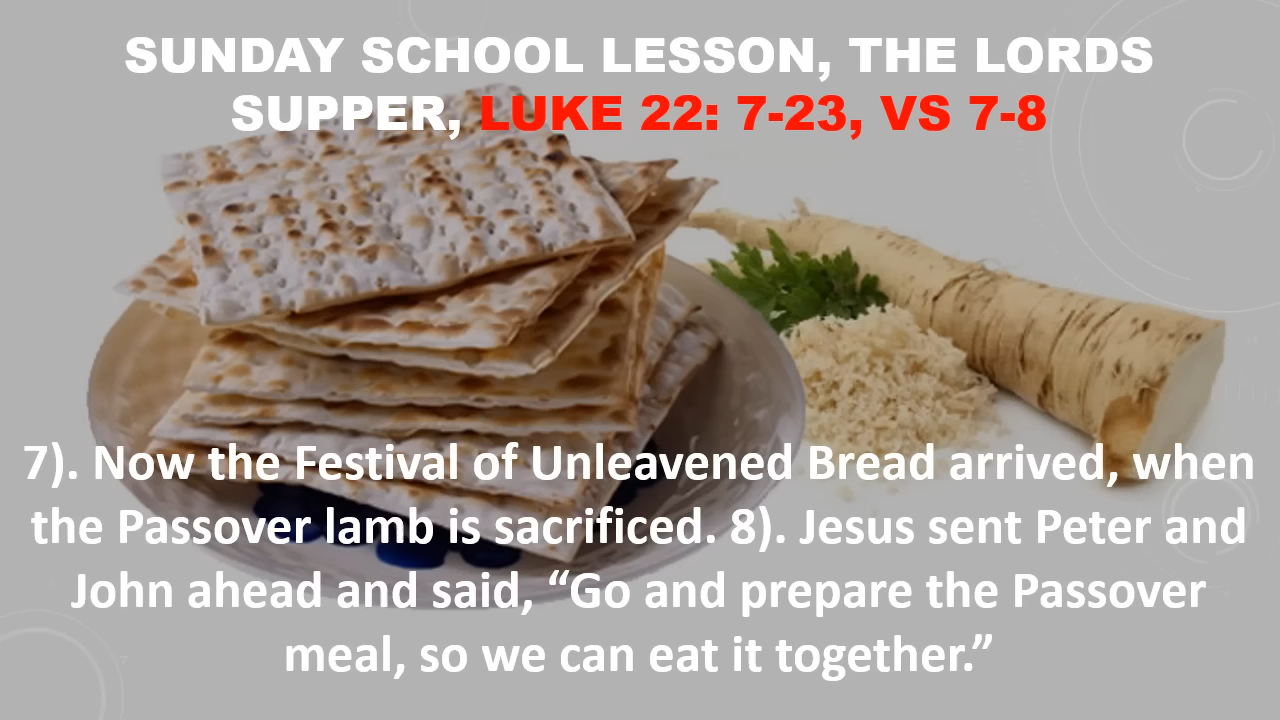 SUNDAY SCHOOL LESSON, THE LORDS
SUPPER, LUKE 22: 7-23, VS 7-8
7). Now the Festival of Unleavened Bread arrived, when
the Passover lamb is sacrificed. 8). Jesus sent Peter and
John ahead and said, “Go and prepare the Passover
meal, so we can eat it together.”